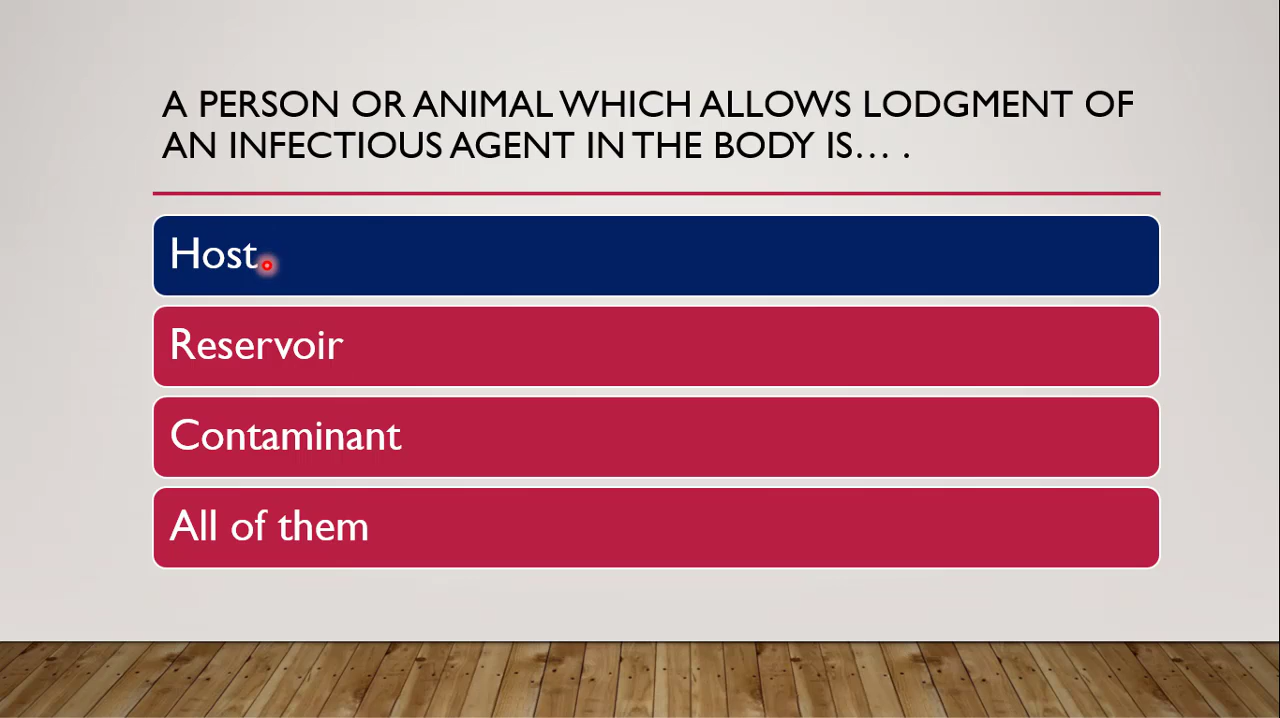 A PERSON OR ANIMAL WHICH ALLOWS LODGMENT OF
AN INFECTIOUS AGENT IN THE BODY IS… .
Host
Reservoir
Contaminant
All of them